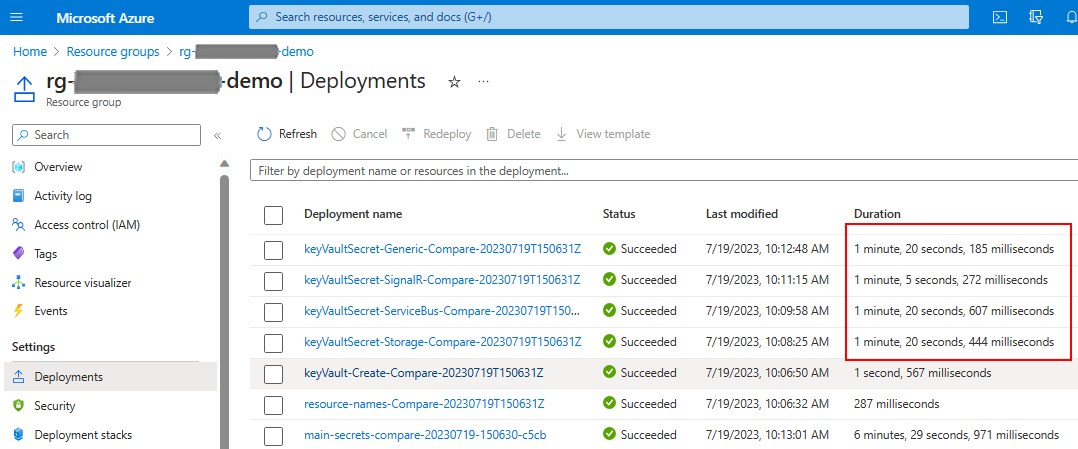 Microsoft Azure
Search resources, services, and docs (G+/)
Home > Resource groups > rg- -demo
rg- -demo | Deployments
Resource group
Search
Refresh Cancel Redeploy Delete View template
Overview
Activity log
Access control (IAM)
Tags
Resource visualizer
Events
Settings
Deployments
Security
Deployment stacks
Filter by deployment name or resources in the deployment...
Deployment name Status Last modified Duration
keyVaultSecret-Generic-Compare-20230719T150631Z Succeeded 7/19/2023, 10:12:48 AM 1 minute, 20 seconds, 185 milliseconds
keyVaultSecret-SignalR-Compare-20230719T150631Z Succeeded 7/19/2023, 10:11:15 AM 1 minute, 5 seconds, 272 milliseconds
keyVaultSecret-ServiceBus-Compare-20230719T150... Succeeded 7/19/2023, 10:09:58 AM 1 minute, 20 seconds, 607 milliseconds
keyVaultSecret-Storage-Compare-20230719T150631Z Succeeded 7/19/2023, 10:08:25 AM 1 minute, 20 seconds, 444 milliseconds
keyVault-Create-Compare-20230719T150631Z Succeeded 7/19/2023, 10:06:50 AM 1 second, 567 milliseconds
resource-names-Compare-20230719T150631Z Succeeded 7/19/2023, 10:06:32 AM 287 milliseconds
main-secrets-compare-20230719-150630-c5cb Succeeded 7/19/2023, 10:13:01 AM 6 minutes, 29 seconds, 971 milliseconds